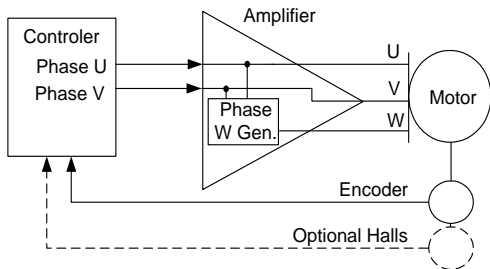 Amplifier
Controler
Phase U
Phase V
Phase
W Gen.
U
V
W
Motor
Encoder
Optional Halls